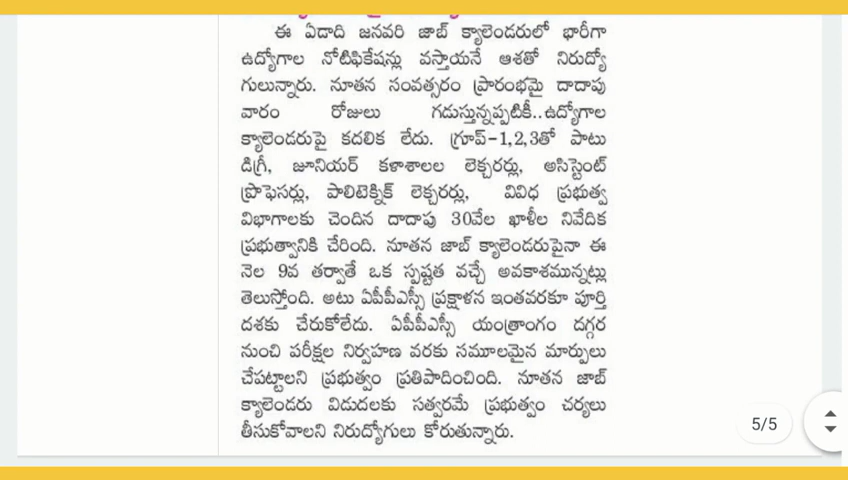 ఈ ఏదాది జనవరి జాబ్ క్యాలెండరులో భారీగా
ఉద్యోగాల నోటిఫికేషన్లు వస్తాయనే ఆశతో నిరుద్యో
గులున్నారు. నూతన సంవత్సరం ప్రారంభమై దాదాపు
వారం రోజులు గడుస్తున్నప్పటికీ..ఉద్యోగాల
క్యాలెండరుపై కదలిక లేదు. గ్రూప్-1,2,3తో పాటు
డిగ్రీ, జూనియర్ కళాశాలల లెక్చరర్లు, అసిస్టెంట్
ప్రొఫెసర్లు, పాలిటెక్నిక్ లెక్చరర్లు, వివిధ ప్రభుత్వ
విభాగాలకు చెందిన దాదాపు 30వేల ఖాళీల నివేదిక
ప్రభుత్వానికి చేరింది. నూతన జాబ్ క్యాలెండరుపైనా ఈ
నెల 9వ తర్వాతే ఒక స్పష్టత వచ్చే అవకాశమున్నట్లు
తెలుస్తోంది. అటు ఏపీపీఎస్సీ ప్రక్షాళన ఇంతవరకూ పూర్తి
దశకు చేరుకోలేదు. ఏపీపీఎస్సీ యంత్రాంగం దగ్గర
నుంచి పరీక్షల నిర్వహణ వరకు సమూలమైన మార్పులు
చేపట్టాలని ప్రభుత్వం ప్రతిపాదించింది. నూతన జాబ్
క్యాలెండరు విడుదలకు సత్వరమే ప్రభుత్వం చర్యలు
తీసుకోవాలని నిరుద్యోగులు కోరుతున్నారు.
5/5